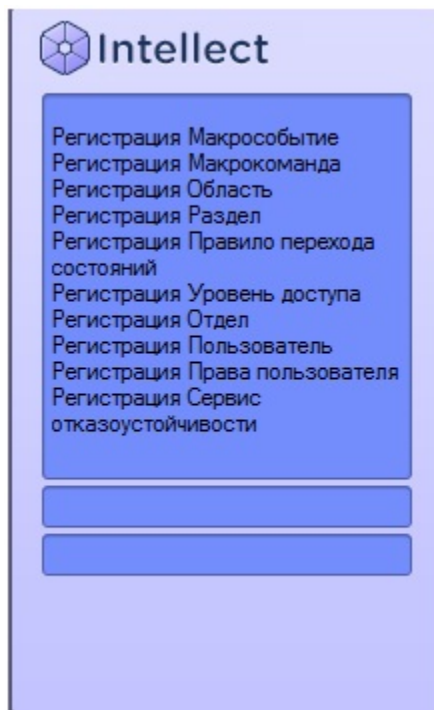 Intellect
Регистрация Макрособытие
Регистрация Макрокоманда
Регистрация Область
Регистрация Раздел
Регистрация Правило перехода
состояний
Регистрация Уровень доступа
Регистрация Отдел
Регистрация Пользователь
Регистрация Права пользователя
Регистрация Сервис
отказоустойчивости